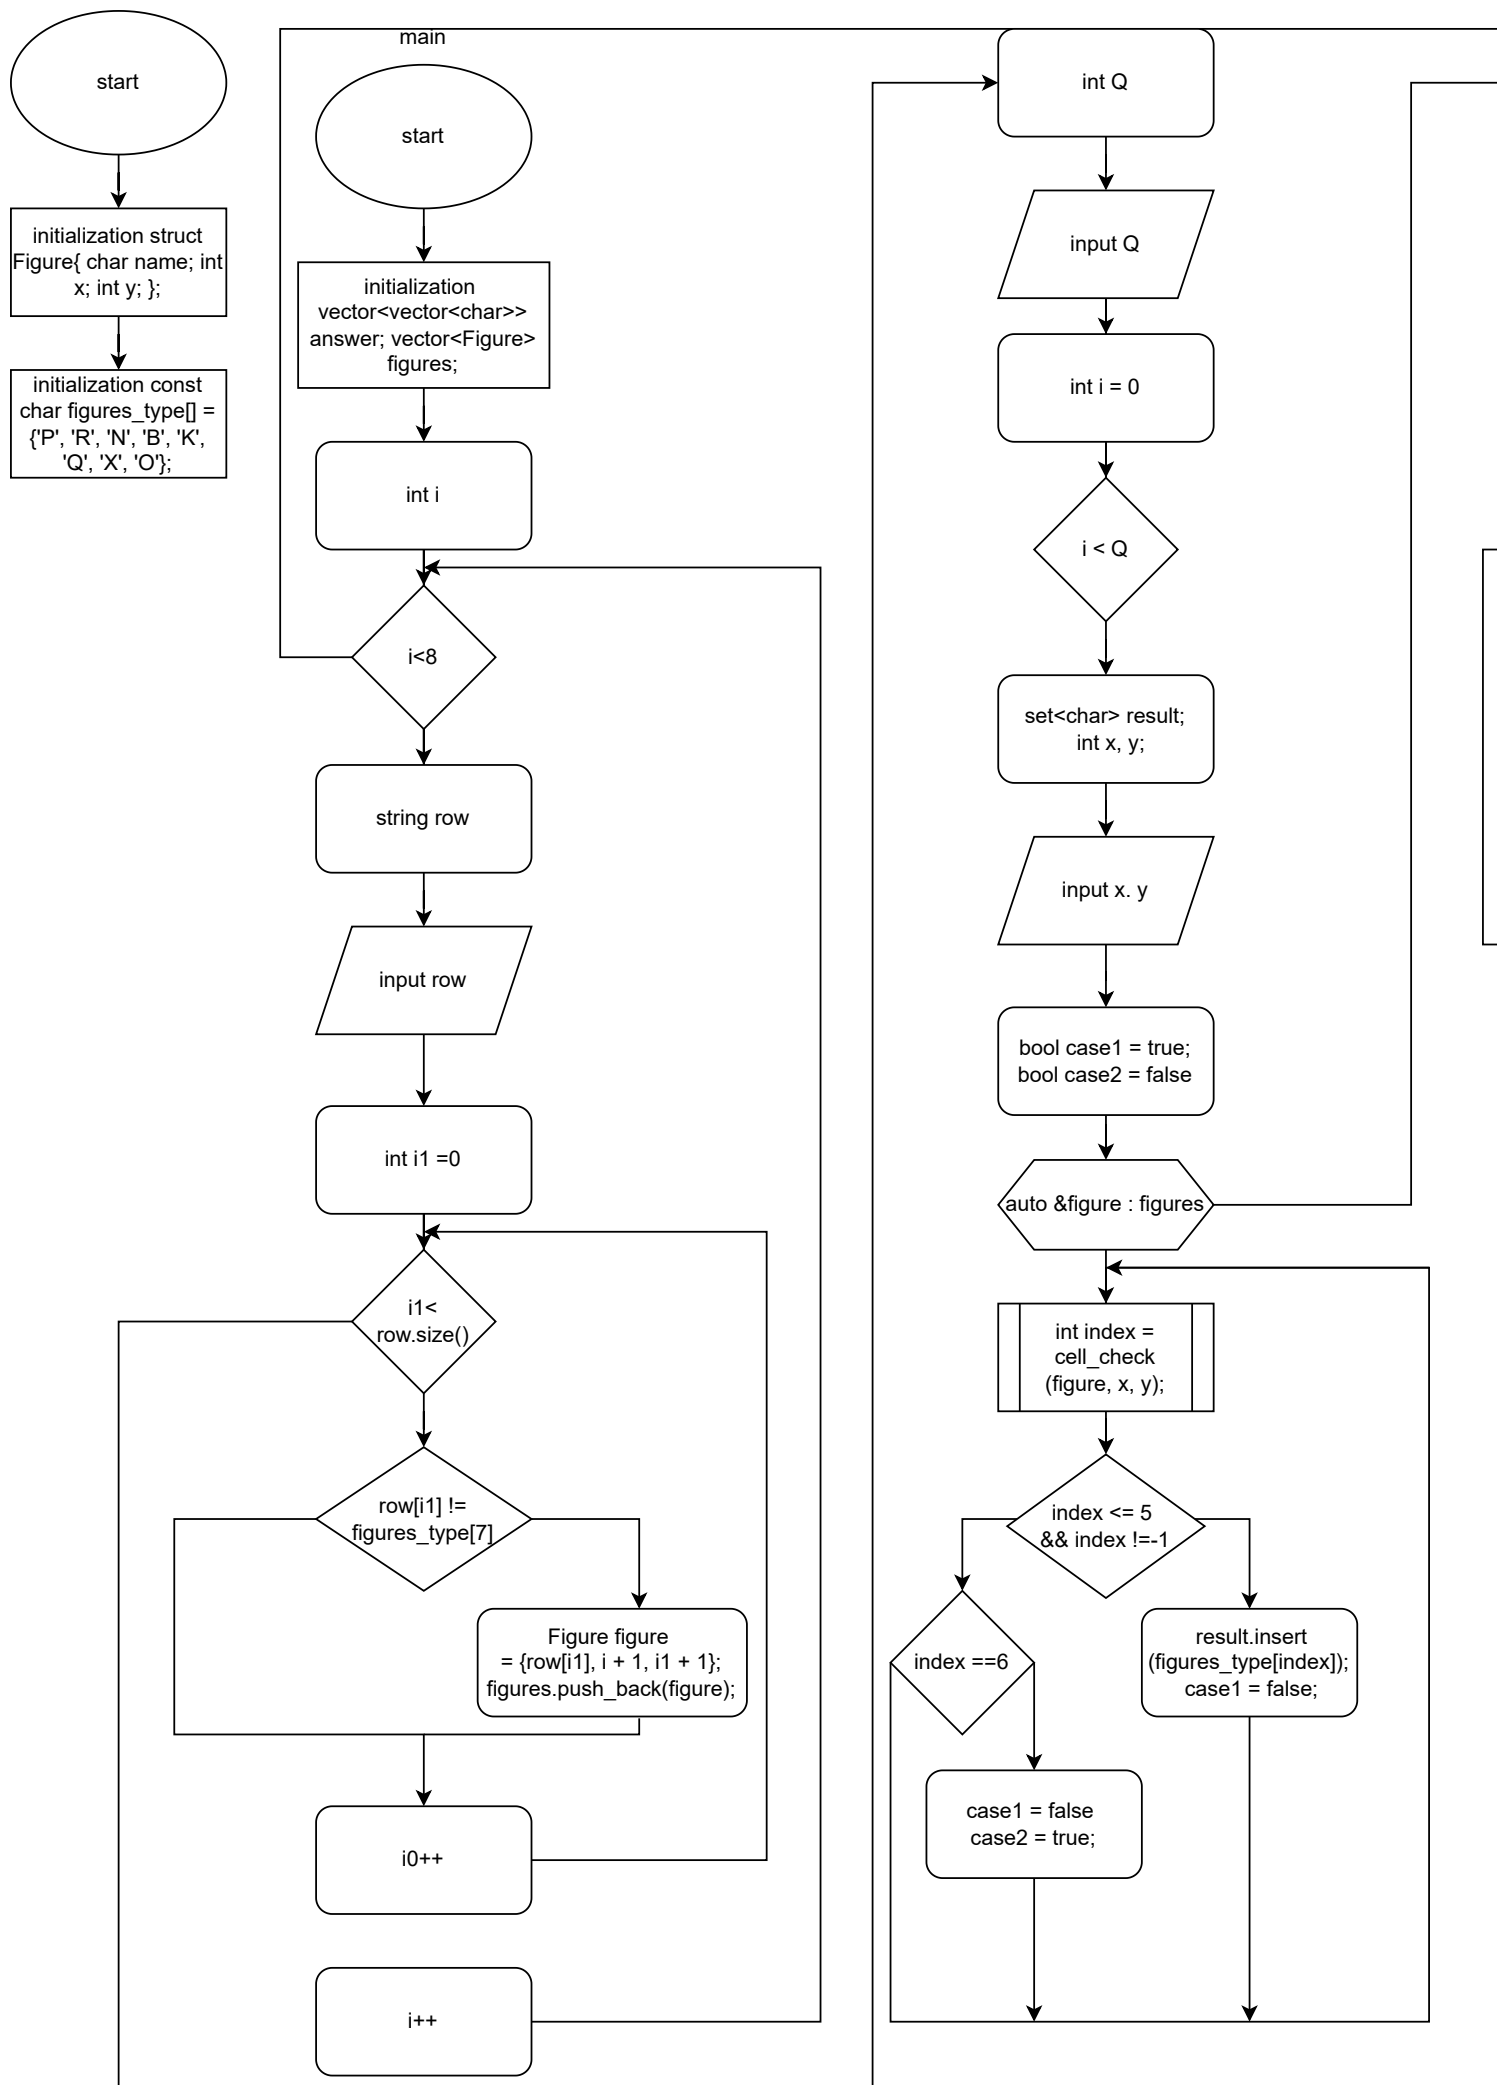 start
initialization struct
Figure{ char name; int
x; int y; };
initialization const
char figures_type[] =
{'P', 'R', 'N', 'B', 'K',
'Q', 'X', 'O'};
main
start
initialization
vector<vector<char>>
answer; vector<Figure>
figures;
int i
i<8
string row
input row
int i1 =0
i1<
row.size()
row[i1] !=
figures_type[7]
Figure figure
= {row[i1], i + 1, i1 + 1};
figures.push_back(figure);
i0++
i++
int Q
input Q
int i = 0
i < Q
set<char> result;
int x, y;
input x. y
bool case1 = true;
bool case2 = false
auto &figure : figures
int index =
cell_check
(figure, x, y);
index <= 5
&& index !=-1
index ==6
result.insert
(figures_type[index]);
case1 = false;
case1 = false
case2 = true;